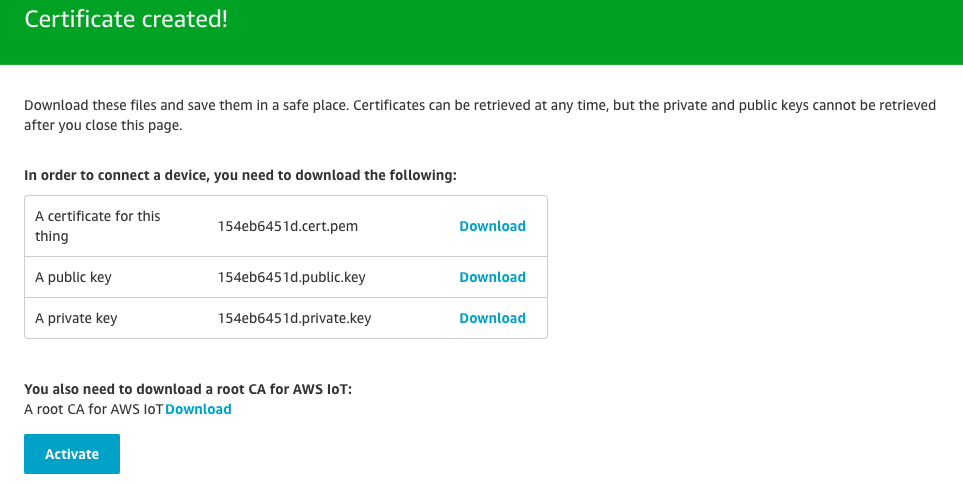 Certificate created!
Download these files and save them in a safe place. Certificates can be retrieved at any time, but the private and public keys cannot be retrieved
after you close this page.
In order to connect a device, you need to download the following:
A certificate for this
thing
154eb6451d.cert.pem
Download
A public key
154eb6451d.public.key
Download
A private key
154eb6451d.private.key
Download
You also need to download a root CA for AWS IoT:
A root CA for AWS IoT Download
Activate